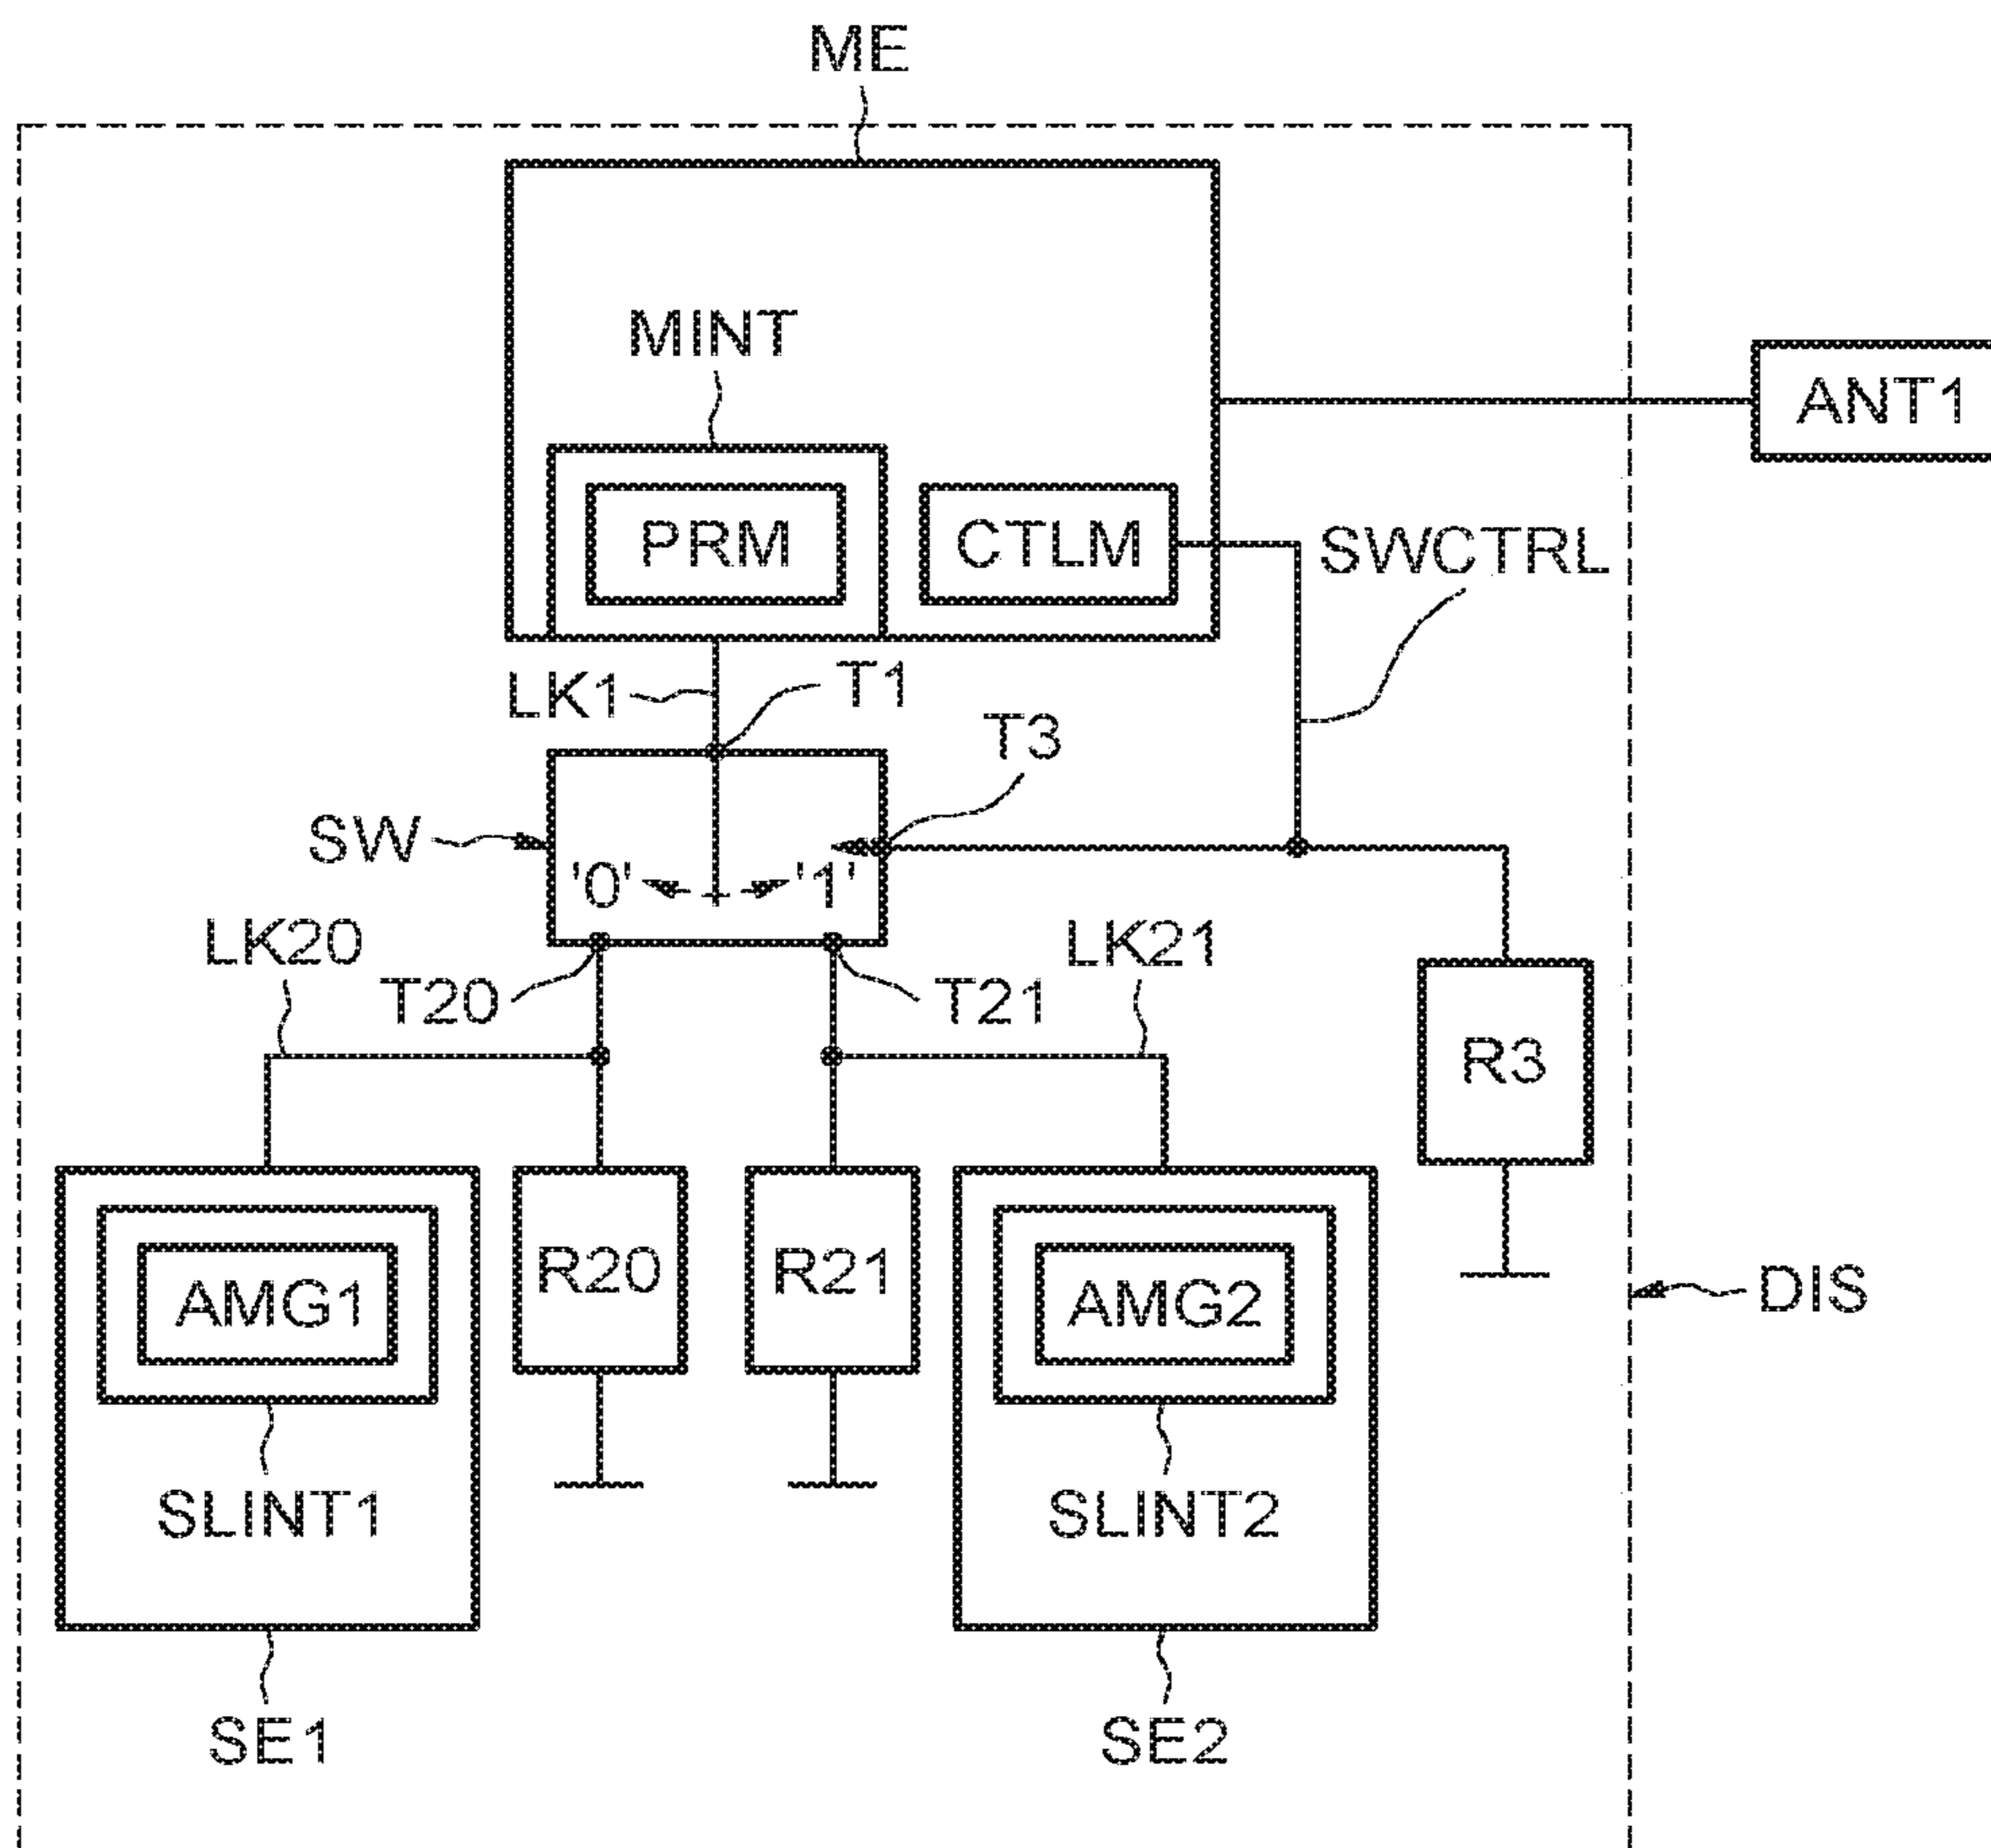 ME
MINT
ANT1
PRM
CTLM
SWCTRL
LK1
T1
T3
SW
'0'
'1'
LK20
LK21
T20
T21
R3
AMG1
R20
R21
AMG2
DIS
SLINT1
SLINT2
SE1
SE2